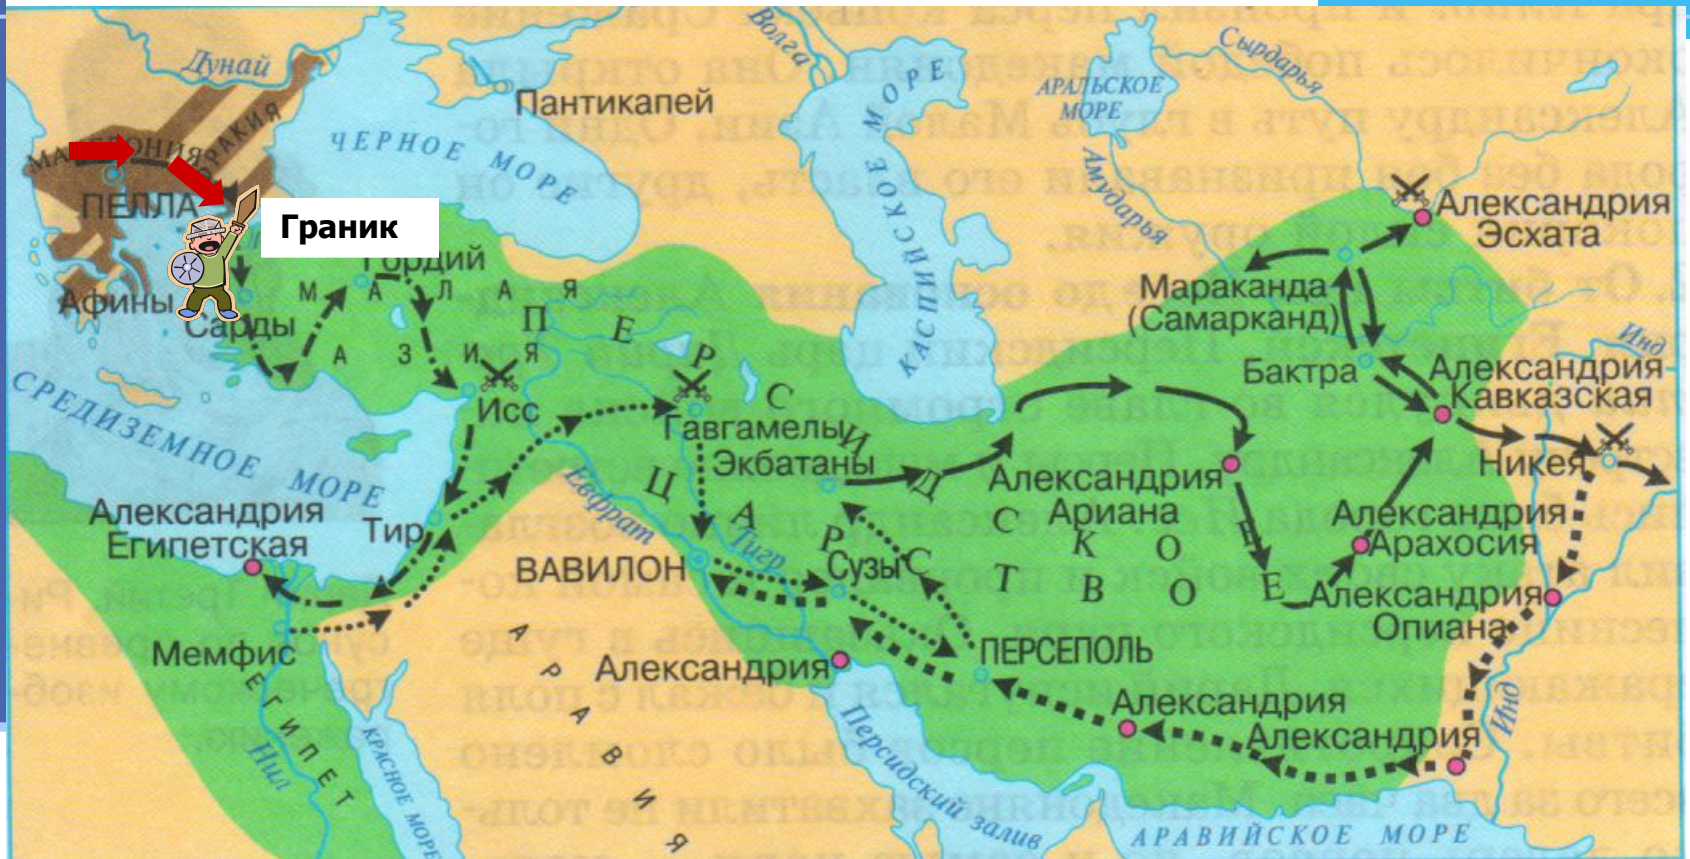 Волга
Сырдарья
Дунай
Пантикапей
АРАЛЬСКОЕ
МОРЕ
ЧЕРНОЕ МОРЕ
КАСПИЙСКОЕ МОРЕ
Амударья
ПЕЛЛА
Граник
Александрия
Эсхата
Гордий
Афины
Сарды
МАЛАЯ
АЗИЯ
Мараканда
(Самарканд)
Инд
Бактра
Александрия
Кавказская
СРЕДИЗЕМНОЕ МОРЕ
Исс
Гавгамелы
Экбатаны
ПЕРСИДСКОЕ
ЦАРСТВО
Никея
Александрия
Ариана
Евфрат
Тигр
Александрия
Египетская
Тир
Александрия
Арахосия
ВАВИЛОН
Сузы
Александрия
Опиана
Мемфис
ЕГИПЕТ
Нил
КРАСНОЕ МОРЕ
АРАВИЯ
Александрия
ПЕРСЕПОЛЬ
Александрия
Александрия
Инд
Персидский залив
АРАВИЙСКОЕ МОРЕ